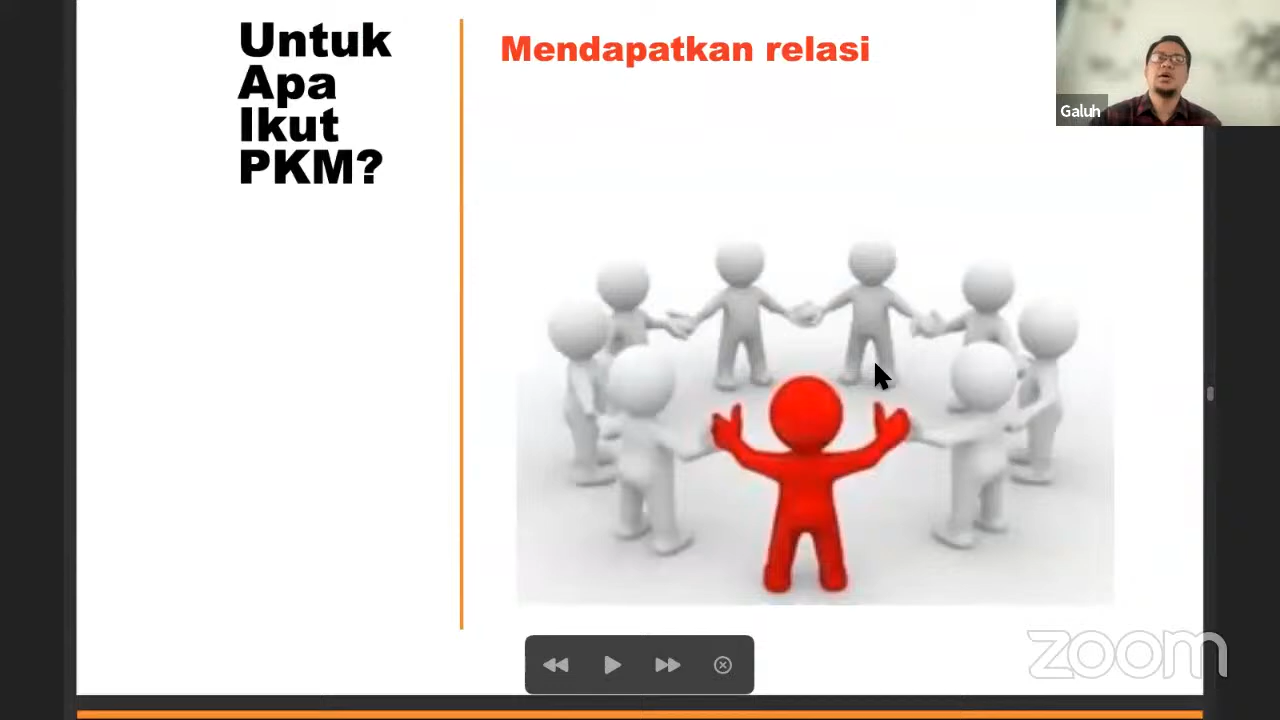 Untuk
Apa
Ikut
PKM?
Mendapatkan relasi
Galuh
zoom